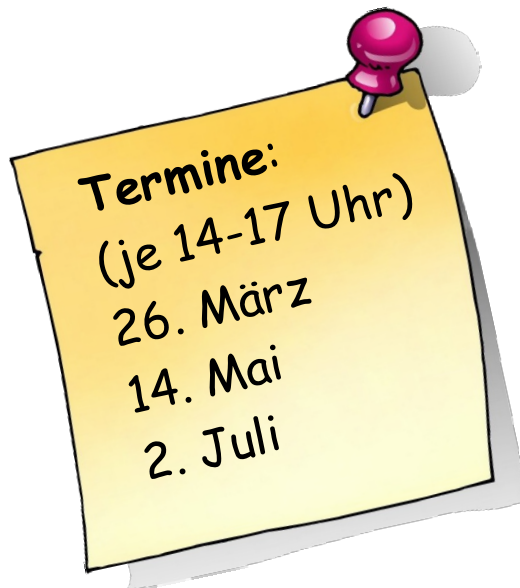 Termine:
(je 14-17 Uhr)
26. März
14. Mai
2. Juli